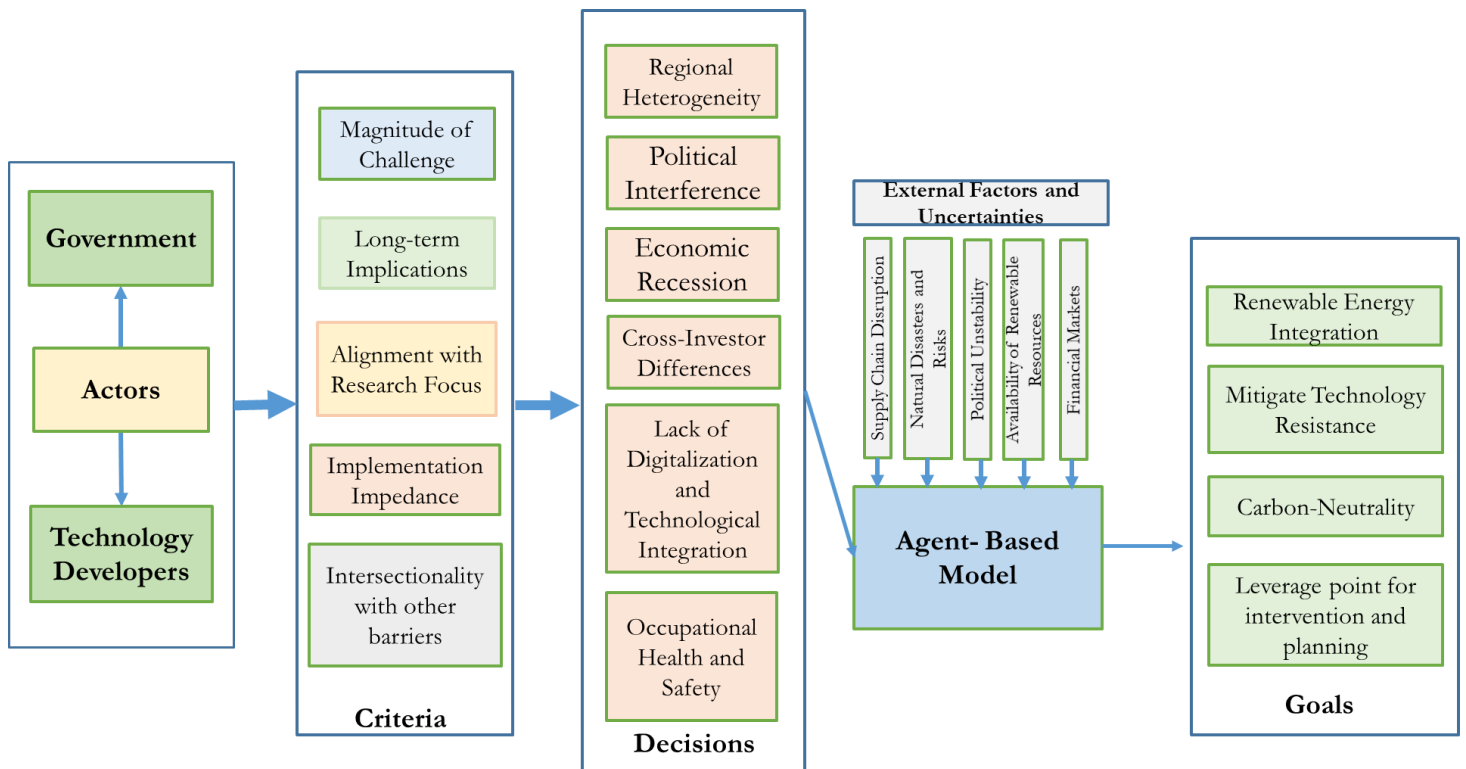 Government
Actors
Technology
Developers
Magnitude of
Challenge
Long-term
Implications
Alignment with
Research Focus
Implementation
Impedance
Intersectionality
with other
barriers
Criteria
Regional
Heterogeneity
Political
Interference
Economic
Recession
Cross-Investor
Differences
Lack of
Digitalization
and
Technological
Integration
Occupational
Health and
Safety
Decisions
External Factors and
Uncertainties
Supply Chain Disruption
Natural Disasters and
Risks
Political Unstability
Availability of Renewable
Resources
Financial Markets
Agent- Based
Model
Renewable Energy
Integration
Mitigate Technology
Resistance
Carbon-Neutrality
Leverage point for
intervention and
planning
Goals